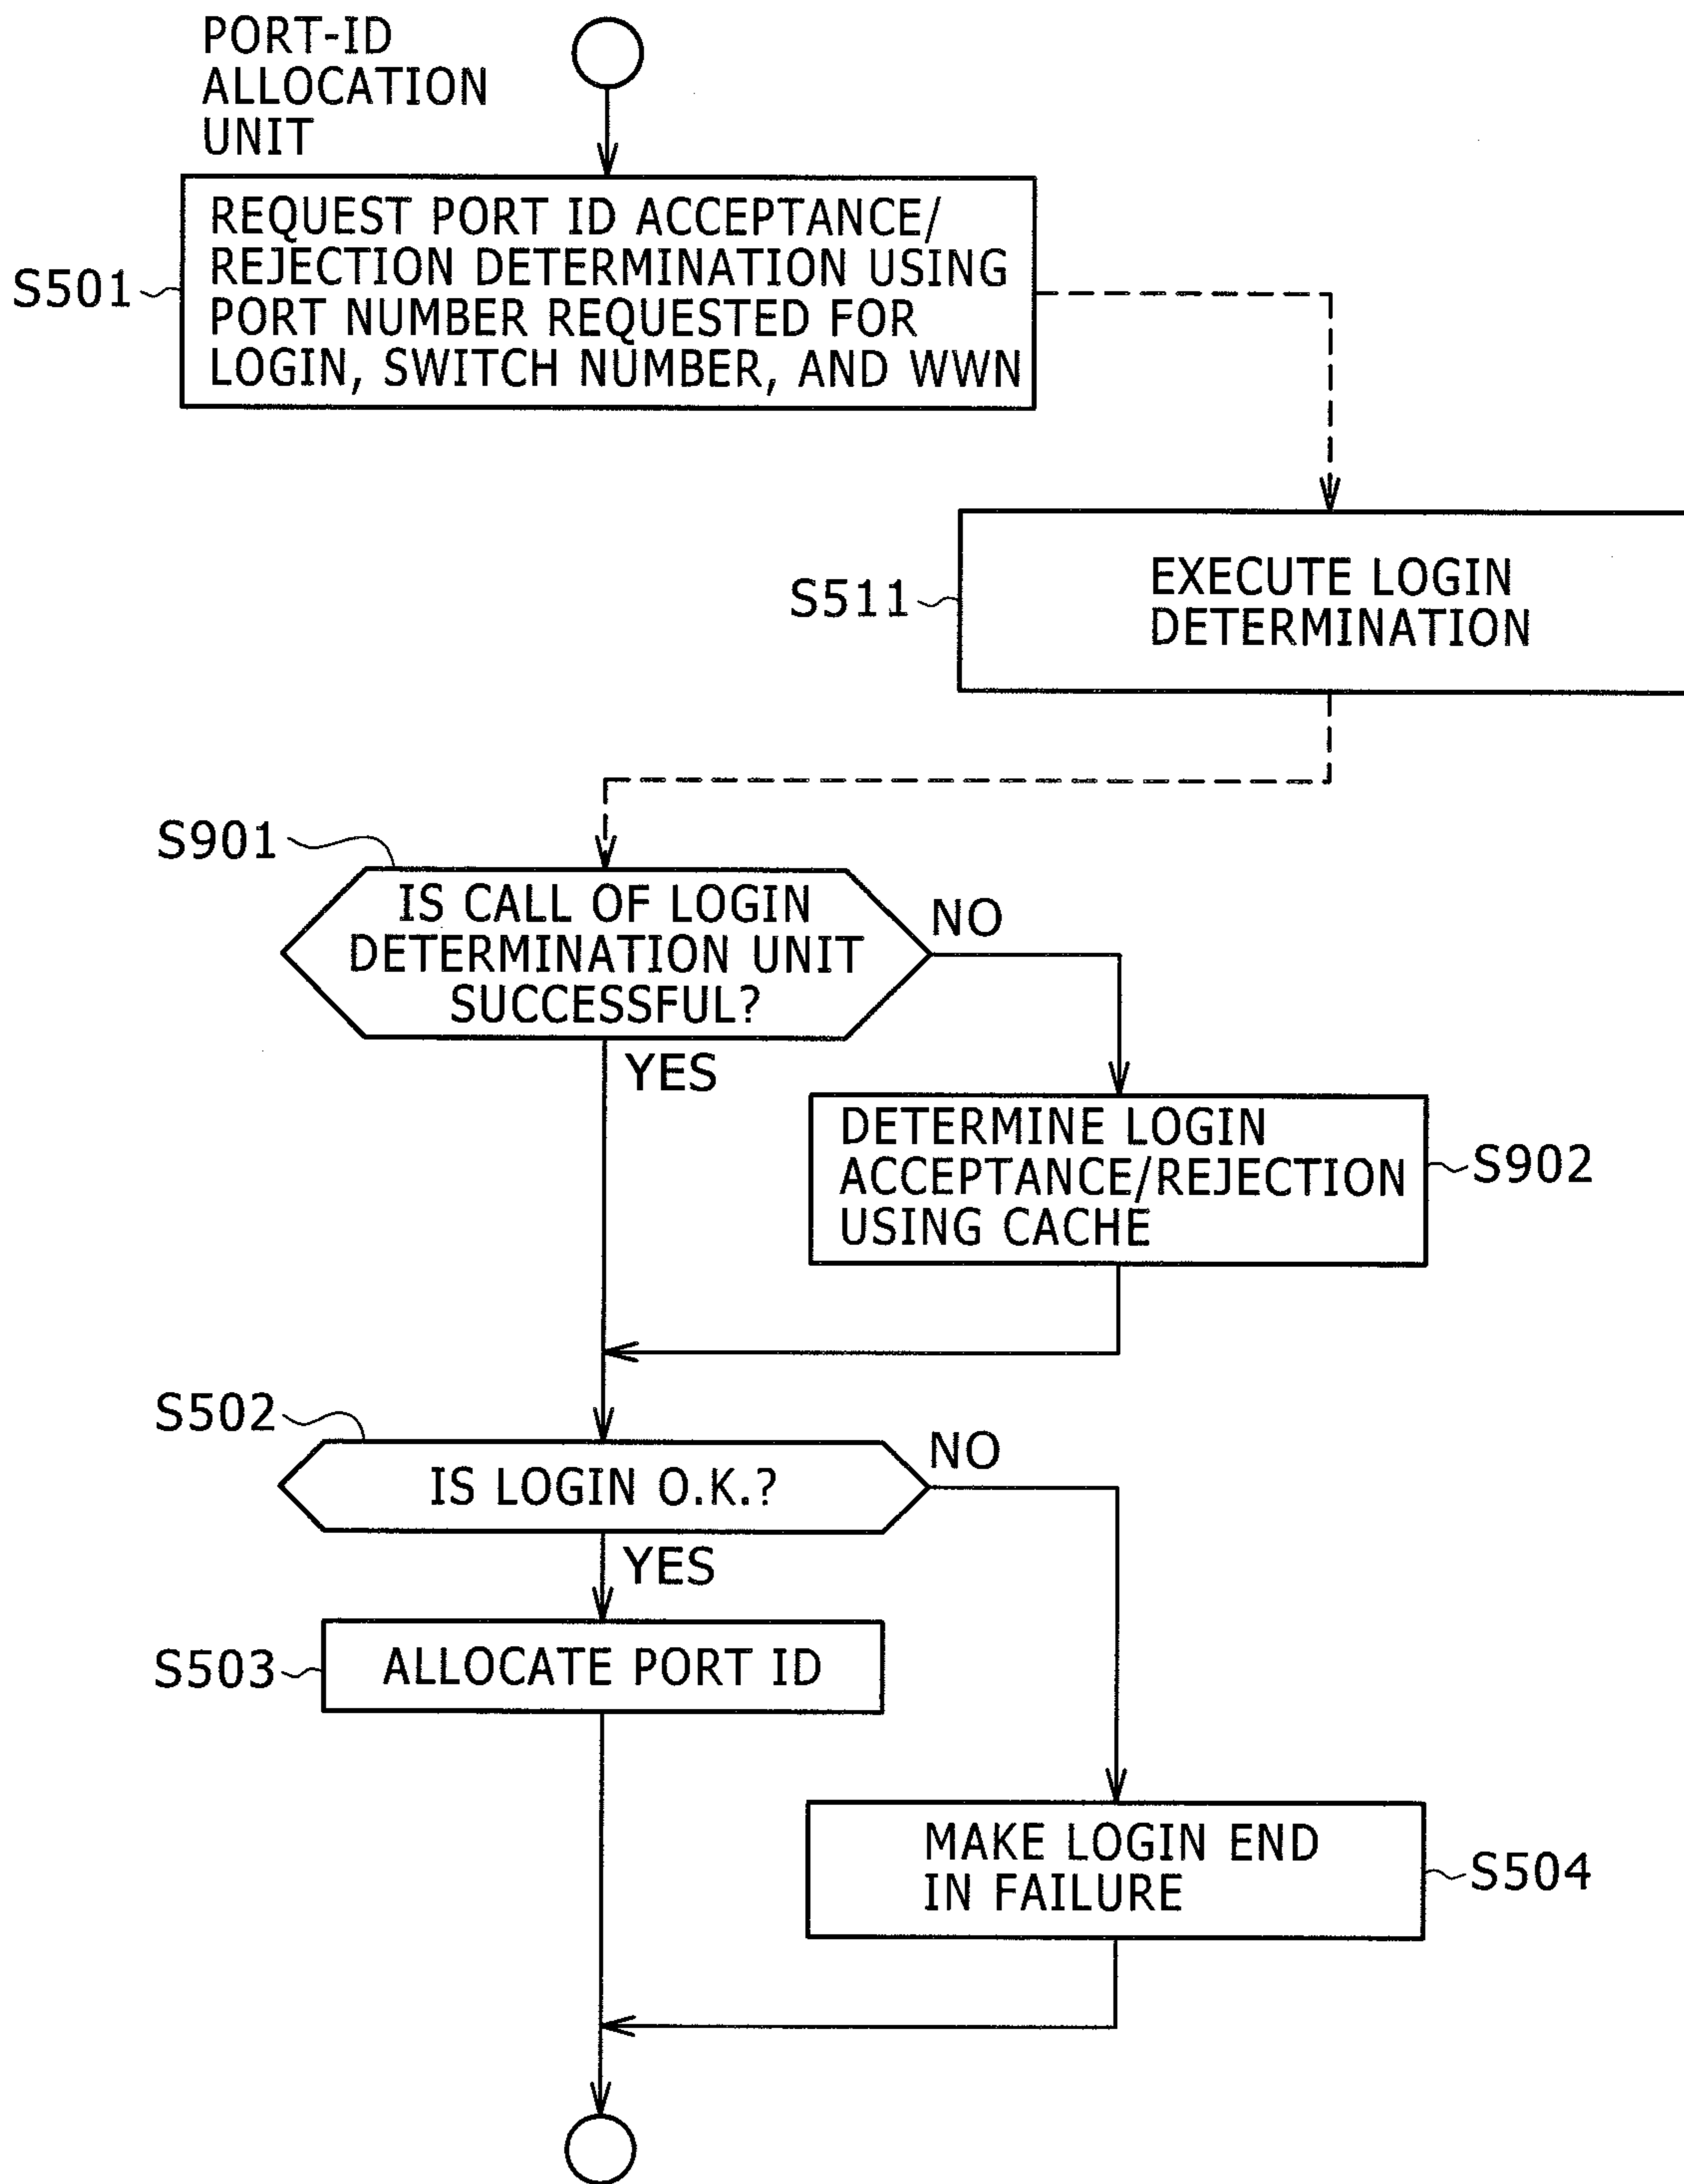 PORT-ID
ALLOCATION
UNIT
REQUEST PORT ID ACCEPTANCE/
REJECTION DETERMINATION USING
PORT NUMBER REQUESTED FOR
LOGIN, SWITCH NUMBER, AND WWN
S501
EXECUTE LOGIN
DETERMINATION
S511
S901
IS CALL OF LOGIN
DETERMINATION UNIT
SUCCESSFUL?
NO
YES
DETERMINE LOGIN
ACCEPTANCE/REJECTION
USING CACHE
S902
S502
IS LOGIN O.K.?
NO
YES
S503
ALLOCATE PORT ID
MAKE LOGIN END
IN FAILURE
S504